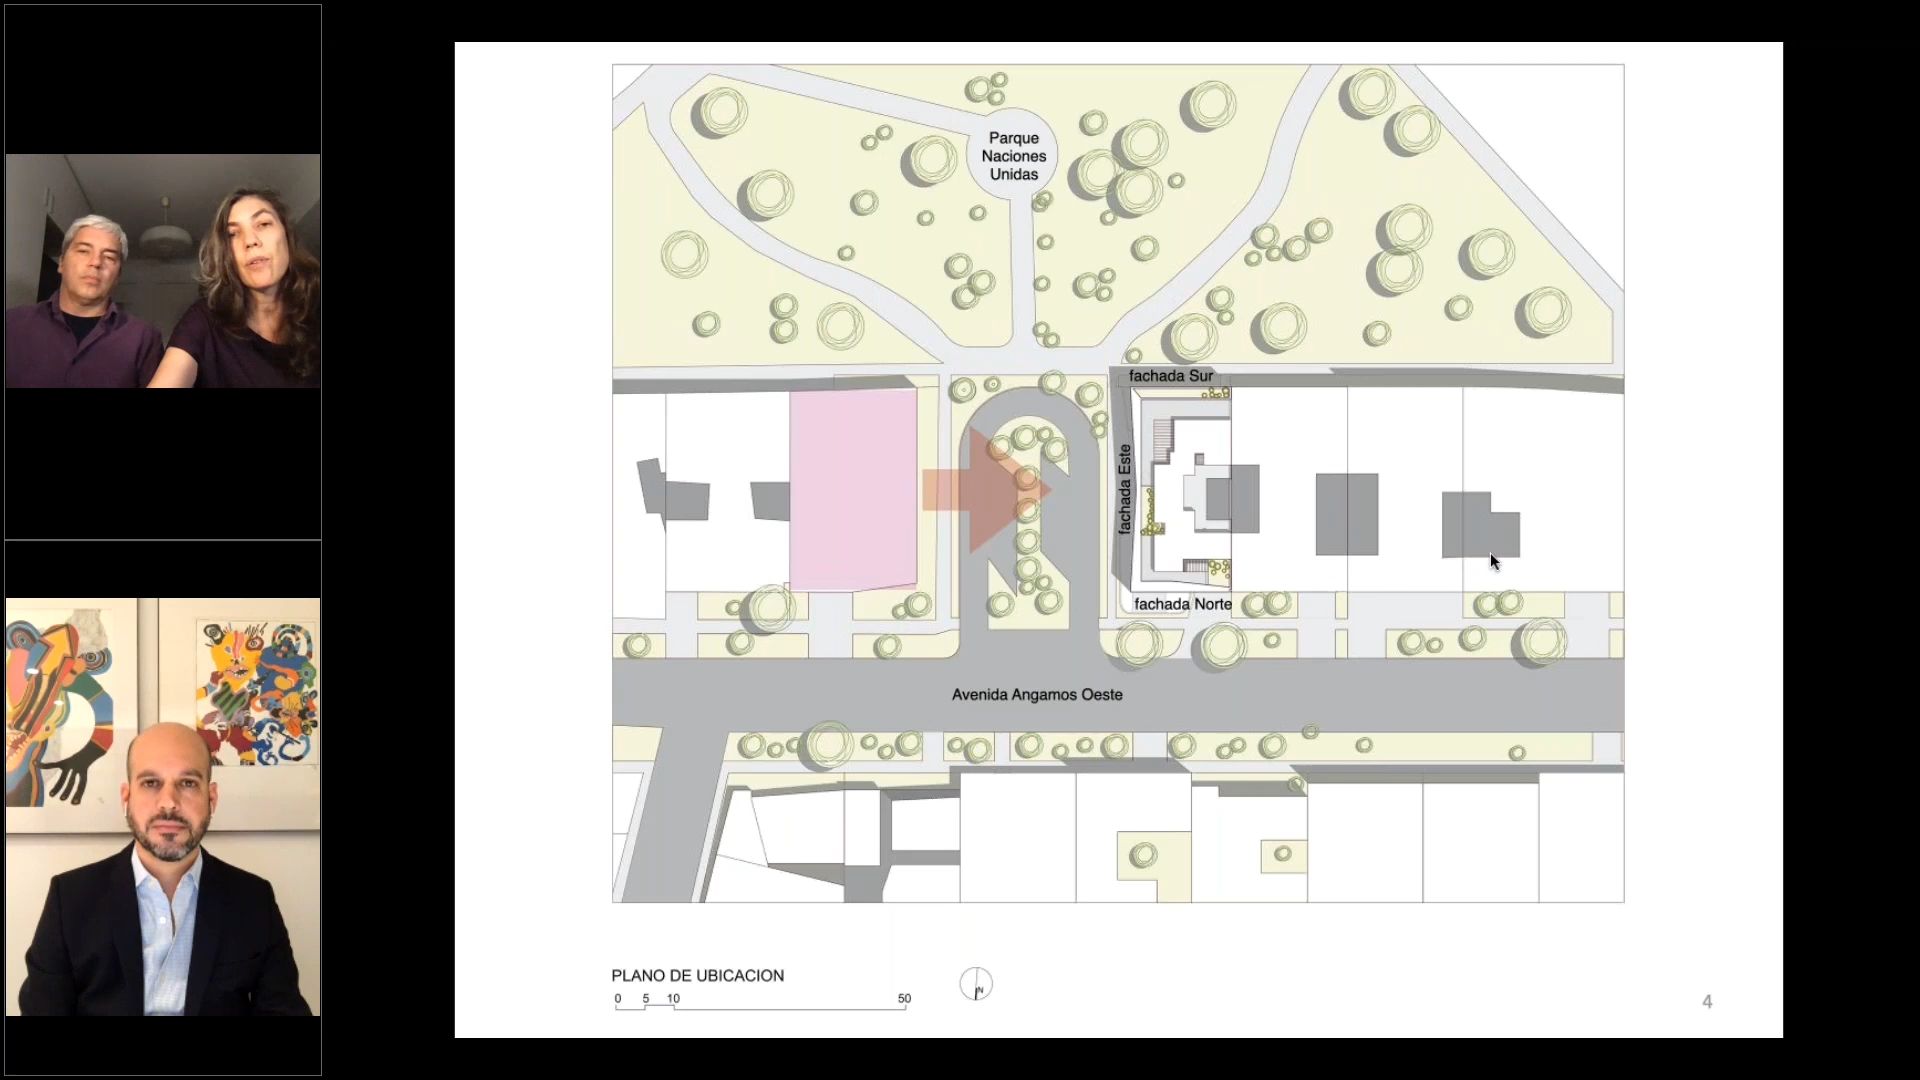 Parque
Naciones
Unidas
fachada Sur
fachada Este
fachada Norte
Avenida Angamos Oeste
PLANO DE UBICACION
0 5 10 50
N
4